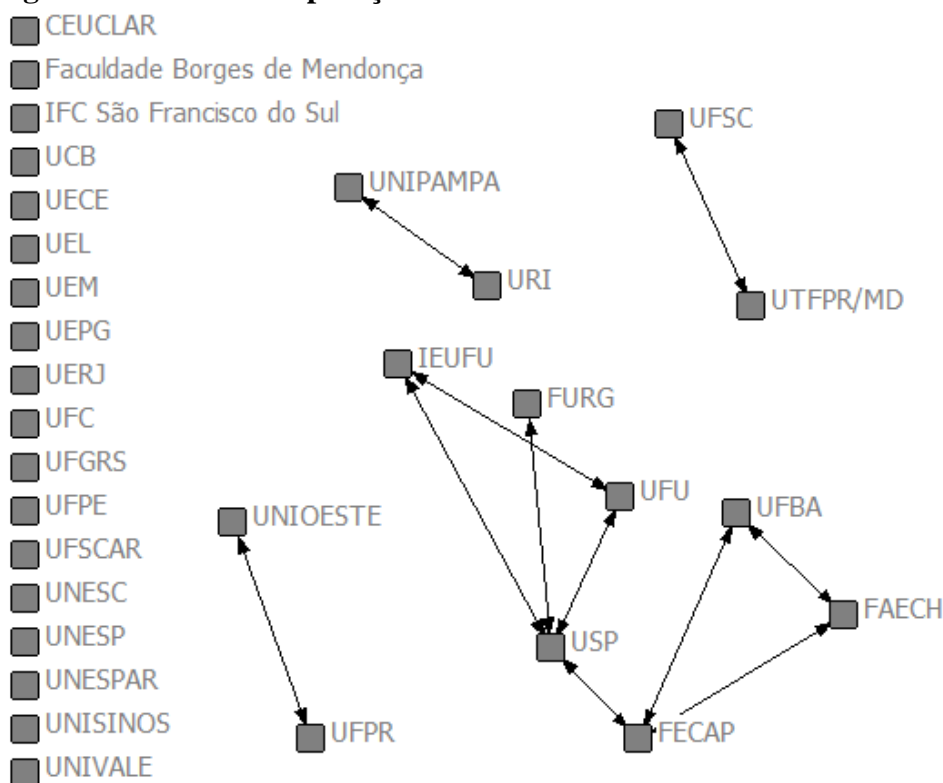 CEUCLAR
Faculdade Borges de Mendonça
IFC São Francisco do Sul
UCB
UECE
UEL
UEM
UEPG
UERJ
UFC
UFGRS
UFPE
UFSCAR
UNESC
UNESP
UNESPAR
UNISINOS
UNIVALE
UFSC
UNIPAMPA
URI
UTFPR/MD
IEUFU
FURG
UFU
UFBA
UNIOESTE
FAECH
USP
UFPR
FECAP